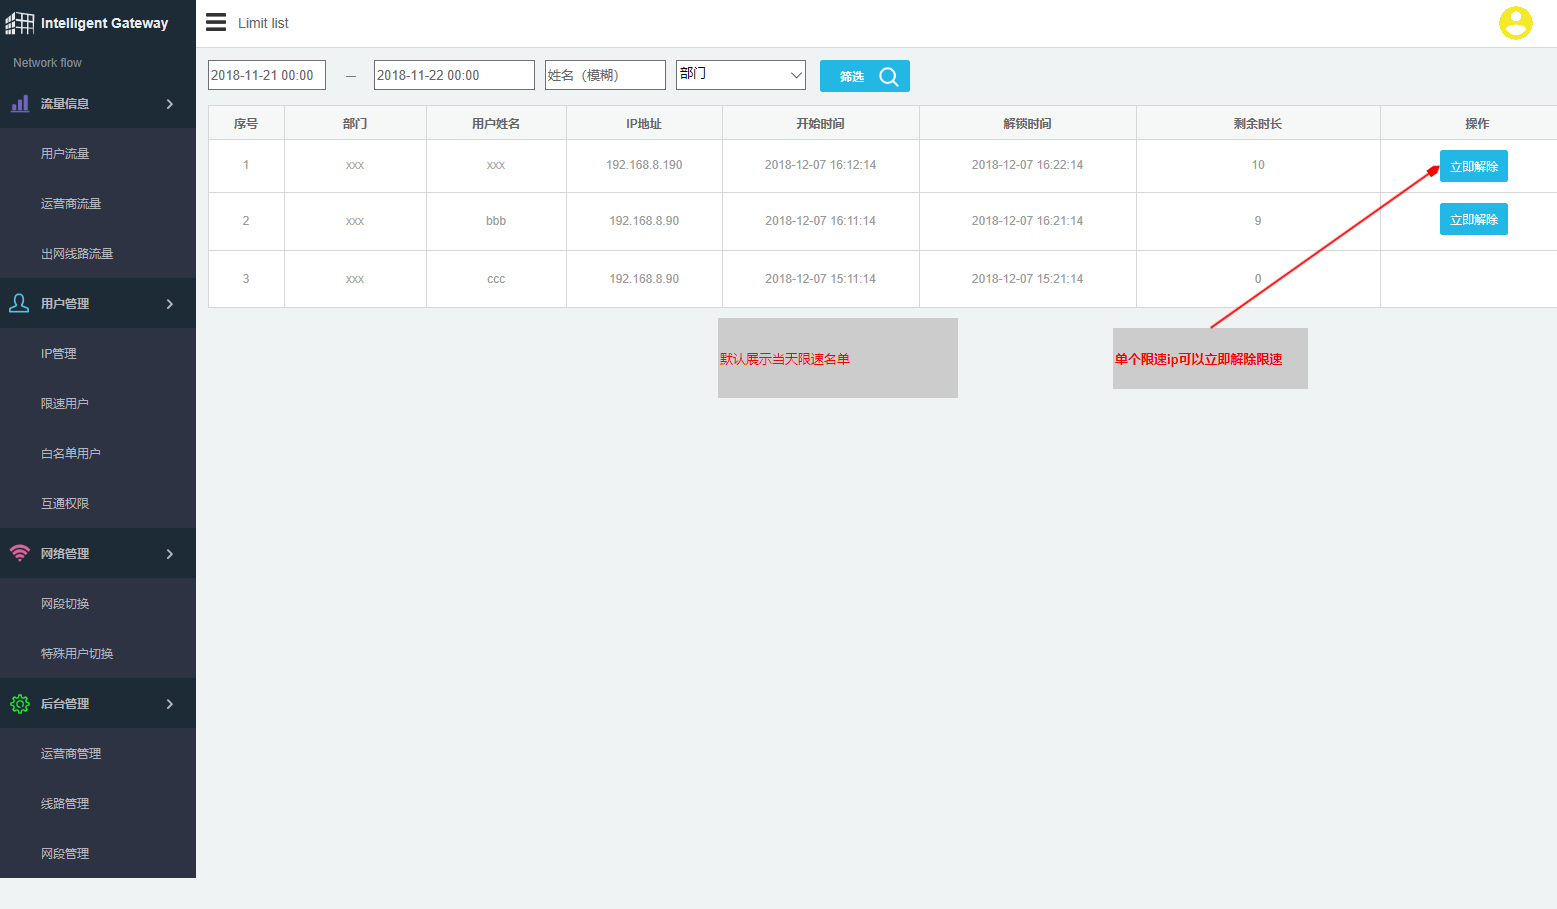 Intelligent Gateway
Limit list
Network flow
流量信息
用户流量
运营商流量
出网线路流量
用户管理
IP管理
限速用户
白名单用户
互通权限
网络管理
网段切换
特殊用户切换
后台管理
运营商管理
线路管理
网段管理
2018-11-21 00:00 — 2018-11-22 00:00 姓名（模糊） 部门 筛选
序号 部门 用户姓名 IP地址 开始时间 解锁时间 剩余时长 操作
1 xxx xxx 192.168.8.190 2018-12-07 16:12:14 2018-12-07 16:22:14 10 立即解除
2 xxx bbb 192.168.8.90 2018-12-07 16:11:14 2018-12-07 16:21:14 9 立即解除
3 xxx ccc 192.168.8.90 2018-12-07 15:11:14 2018-12-07 15:21:14 0
默认展示当天限速名单
单个限速ip可以立即解除限速